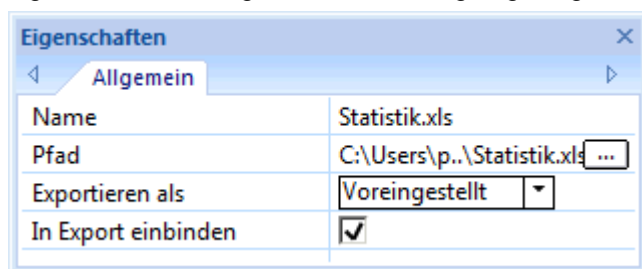 Eigenschaften
Allgemein
Name Statistik.xls
Pfad C:\Users\p..\Statistik.xls ...
Exportieren als Voreingestellt
In Export einbinden